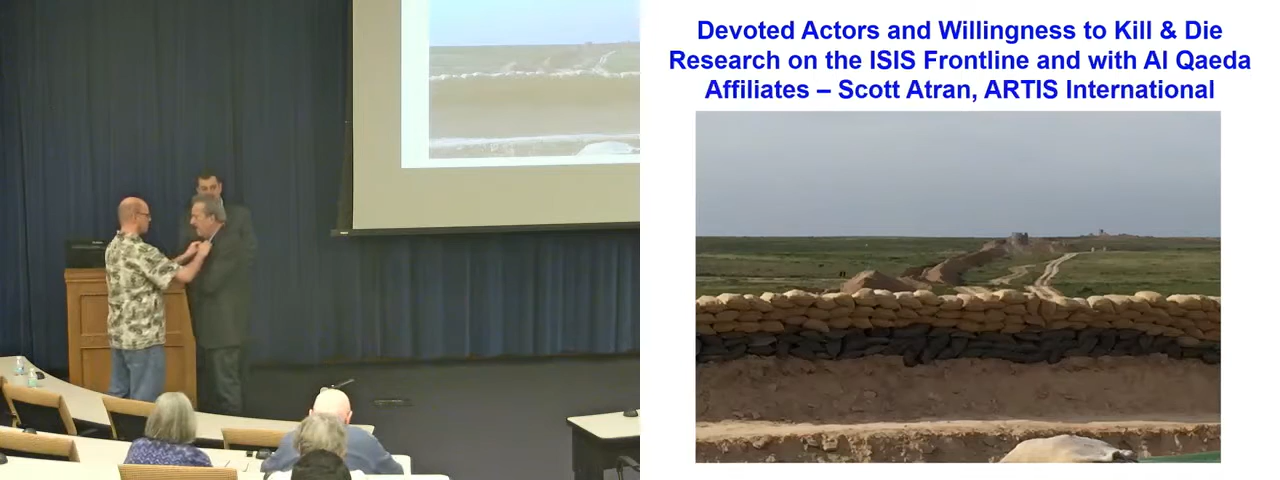 Devoted Actors and Willingness to Kill & Die
Research on the ISIS Frontline and with Al Qaeda
Affiliates – Scott Atran, ARTIS International